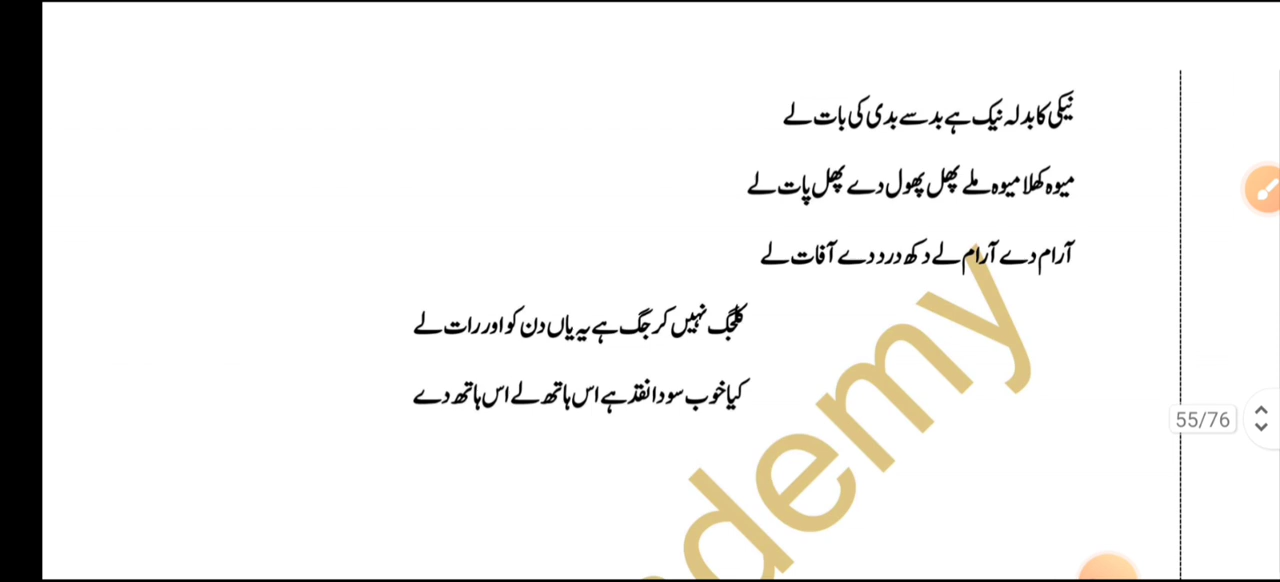 نیکی کا بدلہ نیک ہے بد سے بدی کی بات لے
میوہ کھلا میوہ ملے پھل پھول دے پھل پات لے
آرام دے آرام لے دکھ درد دے آفات لے
کلجگ نہیں کرجگ ہے یہ یاں دن کو اور رات لے
کیا خوب سودا نقد ہے اس ہاتھ لے اس ہاتھ دے
demy
55/76